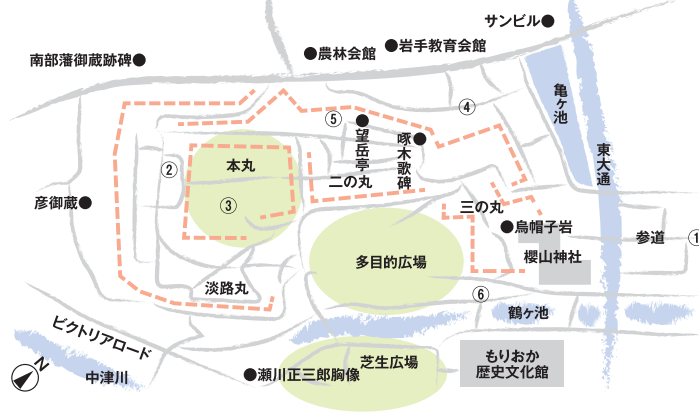 サンビル
岩手教育会館
農林会館
南部藩御蔵跡碑
亀ヶ池
④
⑤
望岳亭
啄木歌碑
東大通
②
本丸
二の丸
彦御蔵
③
三の丸
烏帽子岩
参道
①
櫻山神社
多目的広場
淡路丸
⑥
鶴ヶ池
ビクトリアロード
芝生広場
もりおか
歴史文化館
N
中津川
瀬川正三郎胸像